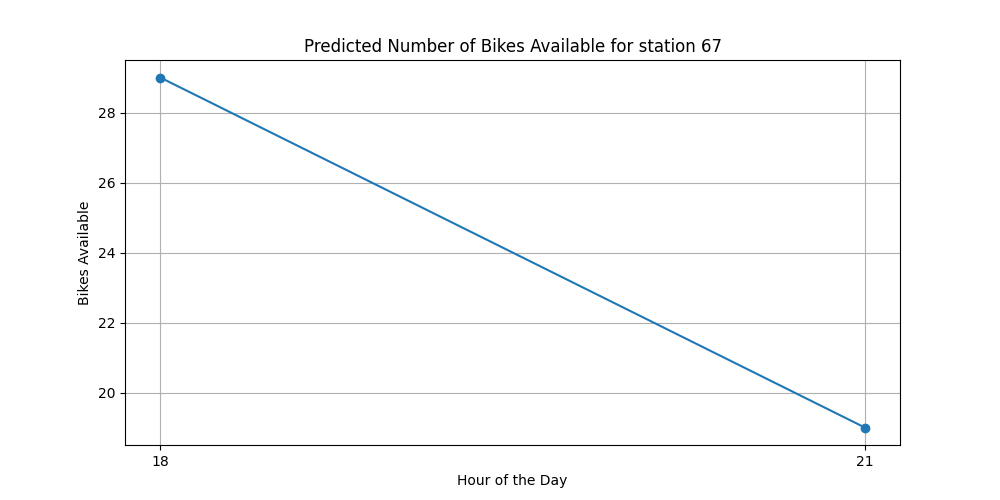 Predicted Number of Bikes Available for station 67
28
26
24
22
20
Bikes Available
18
21
Hour of the Day